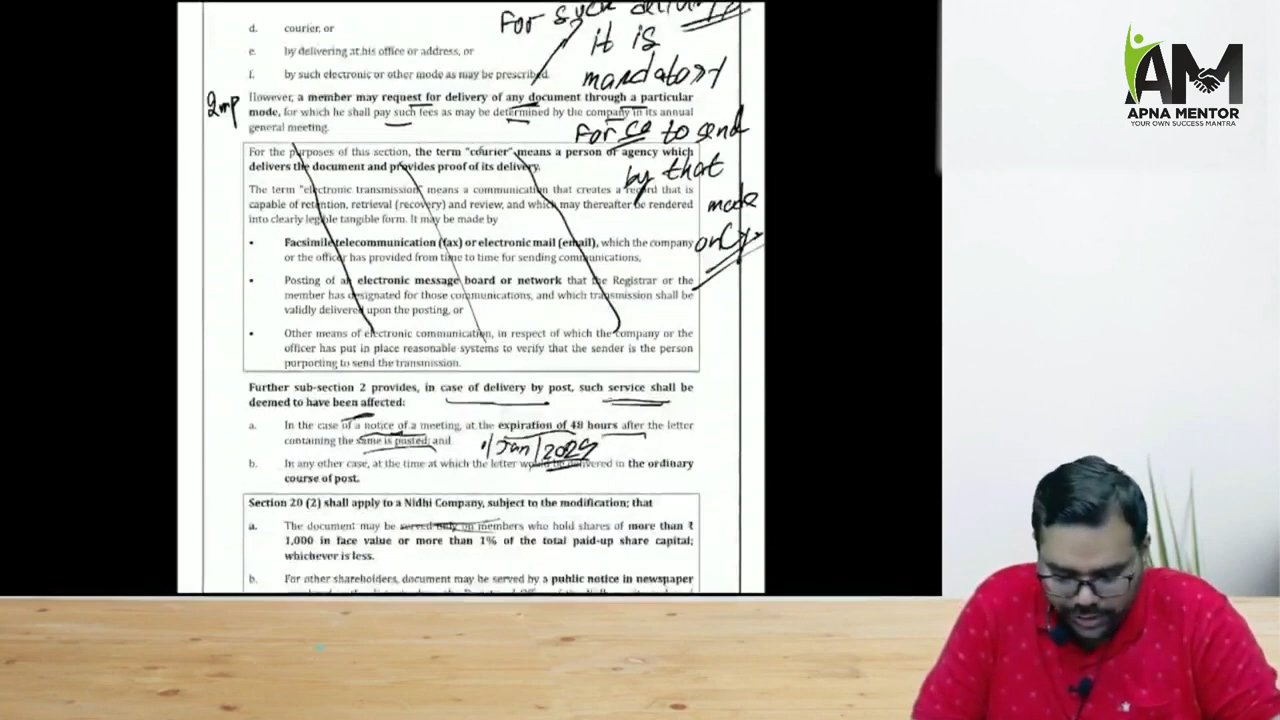 For such
it is
mandatory
For co to send
by that
mode
only
Imp
1/Jan/2025
d. courier, or
e. by delivering at his office or address, or
f. by such electronic or other mode as may be prescribed.
However, a member may request for delivery of any document through a particular
mode, for which he shall pay such fees as may be determined by the company in its annual
general meeting.
For the purposes of this section, the term "courier" means a person or agency which
delivers the document and provides proof of its delivery.
The term "electronic transmission" means a communication that creates a record that is
capable of retention, retrieval (recovery) and review, and which may thereafter be rendered
into clearly legible tangible form. It may be made by
• Facsimile telecommunication (fax) or electronic mail (email), which the company
or the officer has provided from time to time for sending communications,
• Posting of an electronic message board or network that the Registrar or the
member has designated for those communications, and which transmission shall be
validly delivered upon the posting, or
• Other means of electronic communication, in respect of which the company or the
officer has put in place reasonable systems to verify that the sender is the person
purporting to send the transmission.
Further sub-section 2 provides, in case of delivery by post, such service shall be
deemed to have been affected:
a. In the case of a notice of a meeting, at the expiration of 48 hours after the letter
containing the same is posted; and
b. In any other case, at the time at which the letter would be delivered in the ordinary
course of post.
Section 20 (2) shall apply to a Nidhi Company, subject to the modification; that
a. The document may be served only on members who hold shares of more than ₹
1,000 in face value or more than 1% of the total paid-up share capital;
whichever is less.
b. For other shareholders, document may be served by a public notice in newspaper
AM
APNA MENTOR
YOUR OWN SUCCESS MANTRA